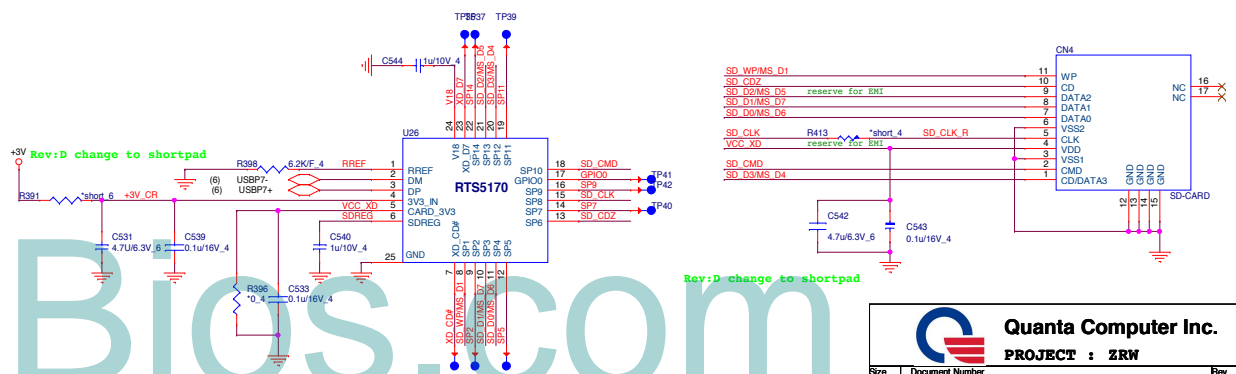 TP37
TP39
C544
1u/10V_4
V18
XD_D7
SP14
SD_D2/MS_D5
SD_D3/MS_D4
SP11
24
23
22
21
20
19
U26
V18
XD_D7
SP14
SP13
SP12
SP11
RTS5170
+3V
Rev:D change to shortpad
R398
6.2K/F_4
RREF
1
RREF
(6)
USBP7-
2
DM
(6)
USBP7+
3
DP
R391
*short_6
+3V_CR
4
3V3_IN
VCC_XD
5
CARD_3V3
SDREG
6
SDREG
25
GND
SP10
18
SD_CMD
GPIO0
17
GPIO0
TP41
SP9
16
SP9
TP42
SP8
15
SD_CLK
SP7
14
SP7
TP40
SP6
13
SD_CDZ
C531
4.7U/6.3V_6
C539
0.1u/16V_4
C540
1u/10V_4
R396
*0_4
C533
0.1u/16V_4
XD_CD#
SP1
SP2
SP3
SP4
SP5
7
8
9
10
11
12
XD_CD#
SD_WP/MS_D1
SP2
SD_D1/MS_D7
SD_D0/MS_D6
SP5
CN4
SD_WP/MS_D1
11
WP
SD_CDZ
10
CD
SD_D2/MS_D5
reserve for EMI
9
DATA2
SD_D1/MS_D7
8
DATA1
SD_D0/MS_D6
7
DATA0
6
VSS2
SD_CLK
R413
*short_4
SD_CLK_R
5
CLK
VCC_XD
reserve for EMI
4
VDD
3
VSS1
SD_CMD
2
CMD
SD_D3/MS_D4
1
CD/DATA3
NC
16
NC
17
GND
GND
GND
GND
12
13
14
15
SD-CARD
C542
4.7u/6.3V_6
C543
0.1u/16V_4
Rev:D change to shortpad
Bios.com
Quanta Computer Inc.
PROJECT : ZRW
Size
Document Number
Rev